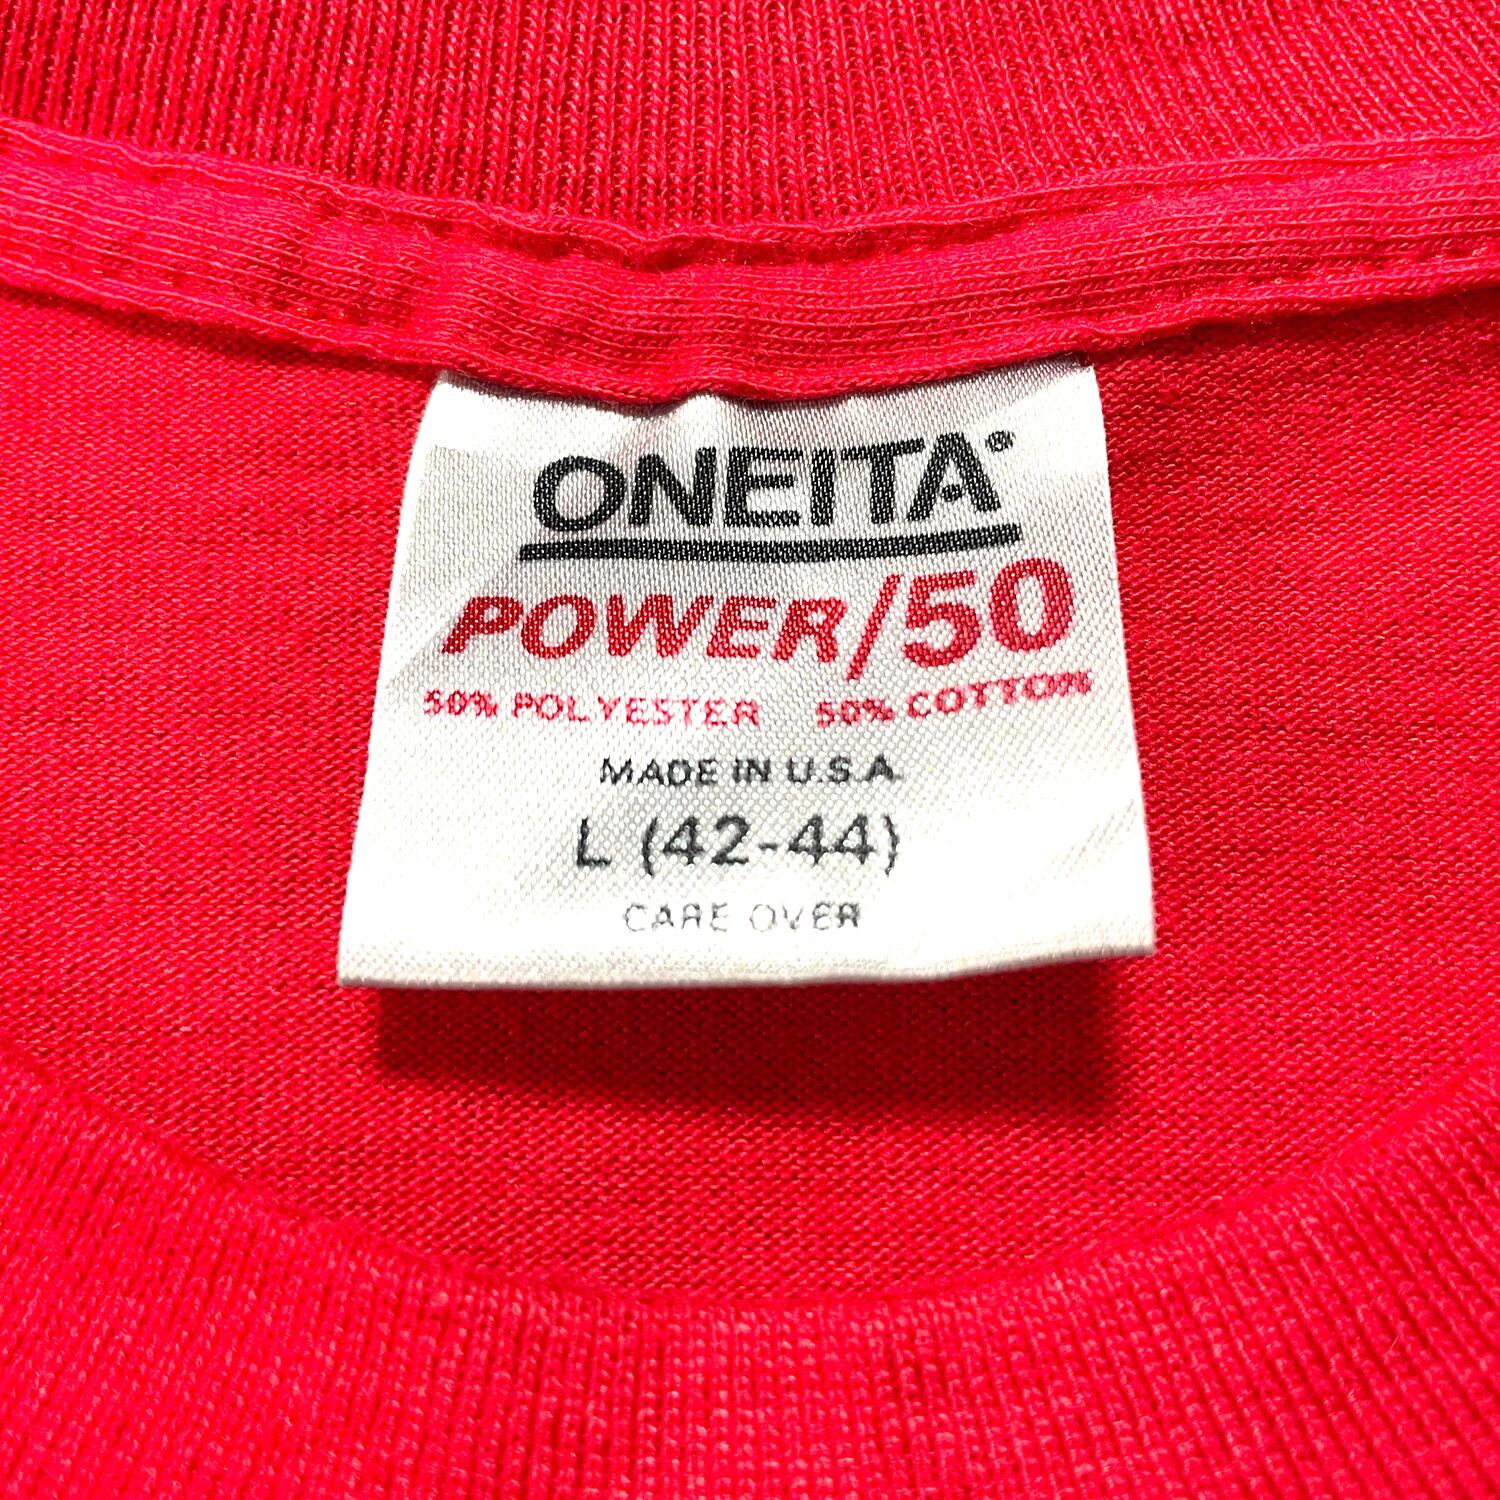 ONEITA®
POWER/50
50% POLYESTER 50% COTTON
MADE IN U.S.A.
L (42-44)
CARE OVER